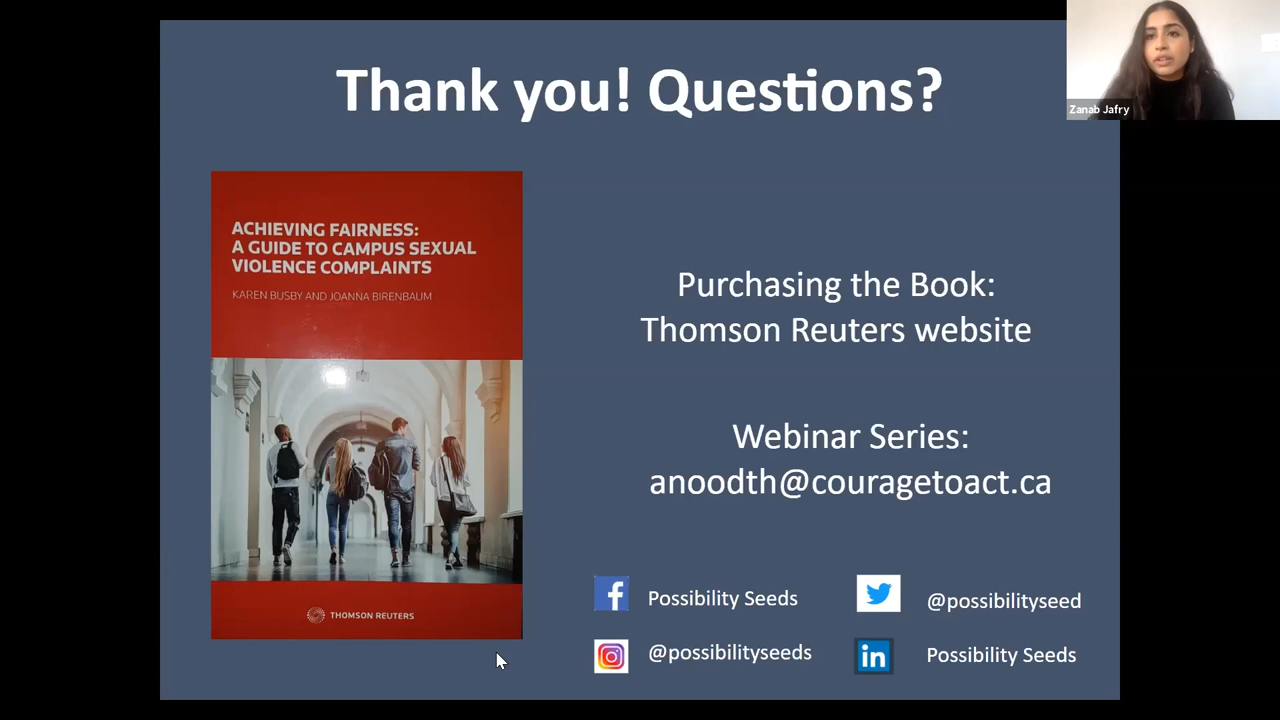 Thank you! Questions?
Zanab Jafry
ACHIEVING FAIRNESS:
A GUIDE TO CAMPUS SEXUAL
VIOLENCE COMPLAINTS
KAREN BUSBY AND JOANNA BIRENBAUM
THOMSON REUTERS
Purchasing the Book:
Thomson Reuters website
Webinar Series:
anoodth@couragetoact.ca
Possibility Seeds
@possibilityseed
@possibilityseeds
Possibility Seeds